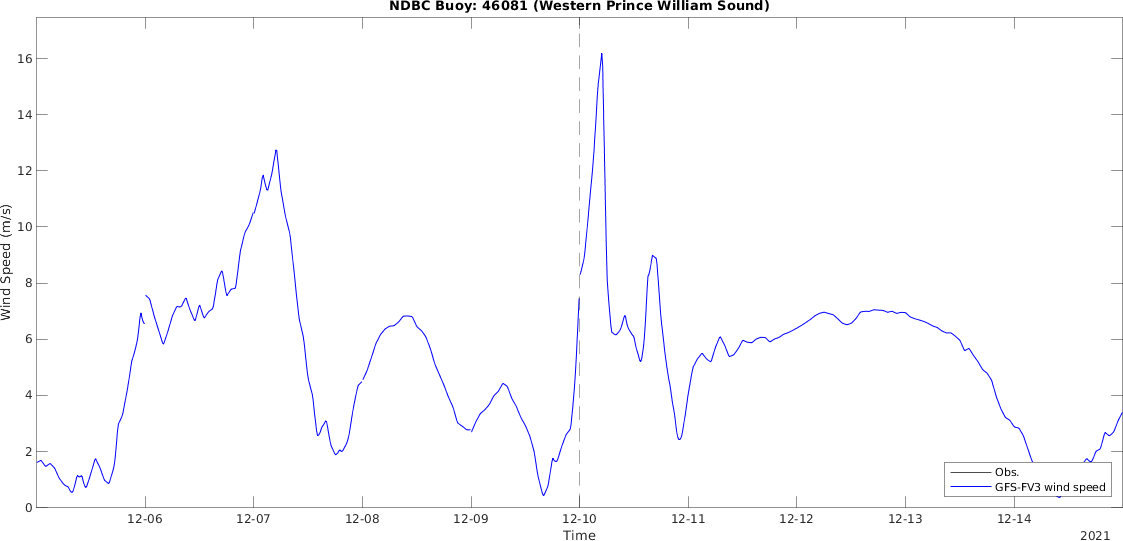 NDBC Buoy: 46081 (Western Prince William Sound)
16
14
12
10
8
6
4
2
0
Wind Speed (m/s)
Obs.
GFS-FV3 wind speed
12-06 12-07 12-08 12-09 12-10 12-11 12-12 12-13 12-14
Time
2021